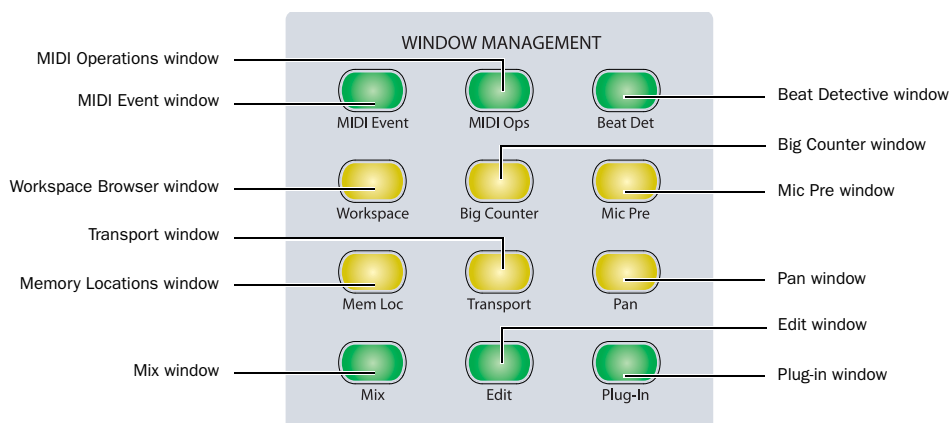 WINDOW MANAGEMENT
MIDI Operations window
MIDI Event window
Beat Detective window
MIDI Event
MIDI Ops
Beat Det
Big Counter window
Workspace Browser window
Mic Pre window
Workspace
Big Counter
Mic Pre
Transport window
Memory Locations window
Pan window
Mem Loc
Transport
Pan
Edit window
Mix window
Plug-in window
Mix
Edit
Plug-In